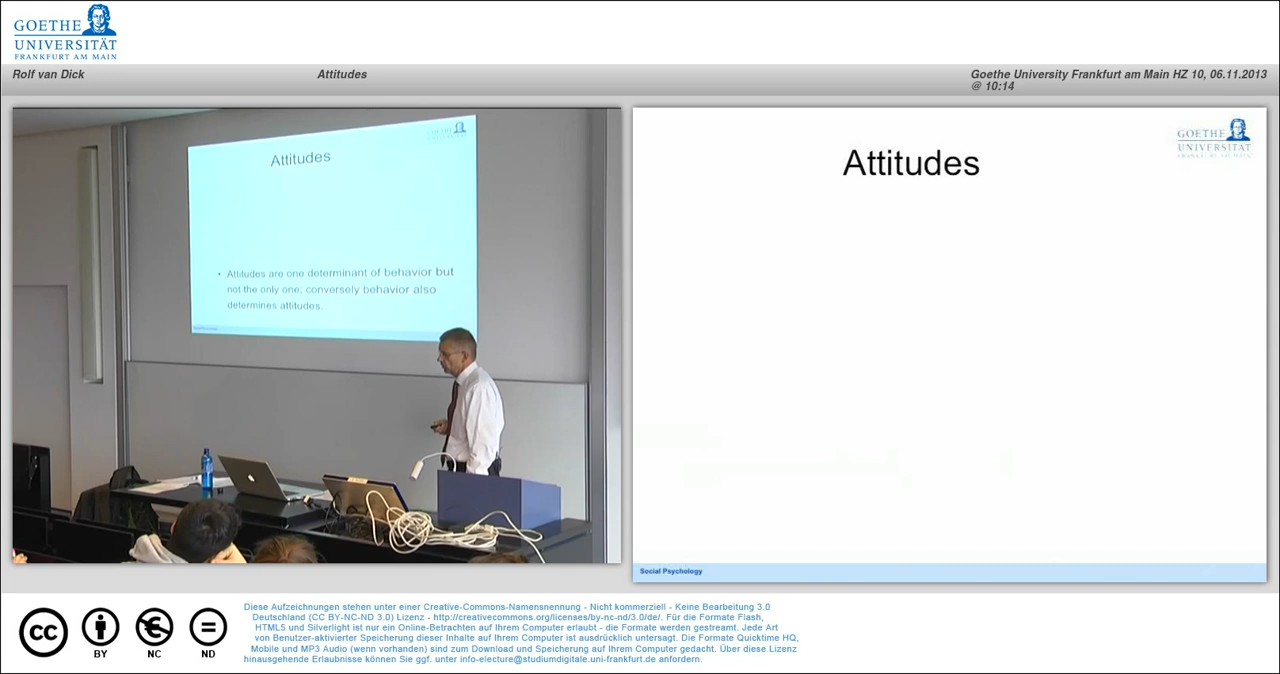 GOETHE
UNIVERSITÄT
FRANKFURT AM MAIN
Rolf van Dick
Attitudes
Goethe University Frankfurt am Main HZ 10, 06.11.2013
@ 10:14
GOETHE
Attitudes
• Attitudes are one determinant of behavior but
not the only one; conversely behavior also
determines attitudes.
GOETHE
UNIVERSITÄT
FRANKFURT AM MAIN
Attitudes
Social Psychology
cc
BY
NC
ND
Diese Aufzeichnungen stehen unter einer Creative-Commons-Namensnennung - Nicht kommerziell - Keine Bearbeitung 3.0
Deutschland (CC BY-NC-ND 3.0) Lizenz - http://creativecommons.org/licenses/by-nc-nd/3.0/de/. Für die Formate Flash,
HTML5 und Silverlight ist nur ein Online-Betrachten auf Ihrem Computer erlaubt - die Formate werden gestreamt. Jede Art
von Benutzer-aktivierter Speicherung dieser Inhalte auf Ihrem Computer ist ausdrücklich untersagt. Die Formate Quicktime HQ,
Mobile und MP3 Audio (wenn vorhanden) sind zum Download und Speicherung auf Ihrem Computer gedacht. Über diese Lizenz
hinausgehende Erlaubnisse können Sie ggf. unter info-electure@studiumdigitale.uni-frankfurt.de anfordern.